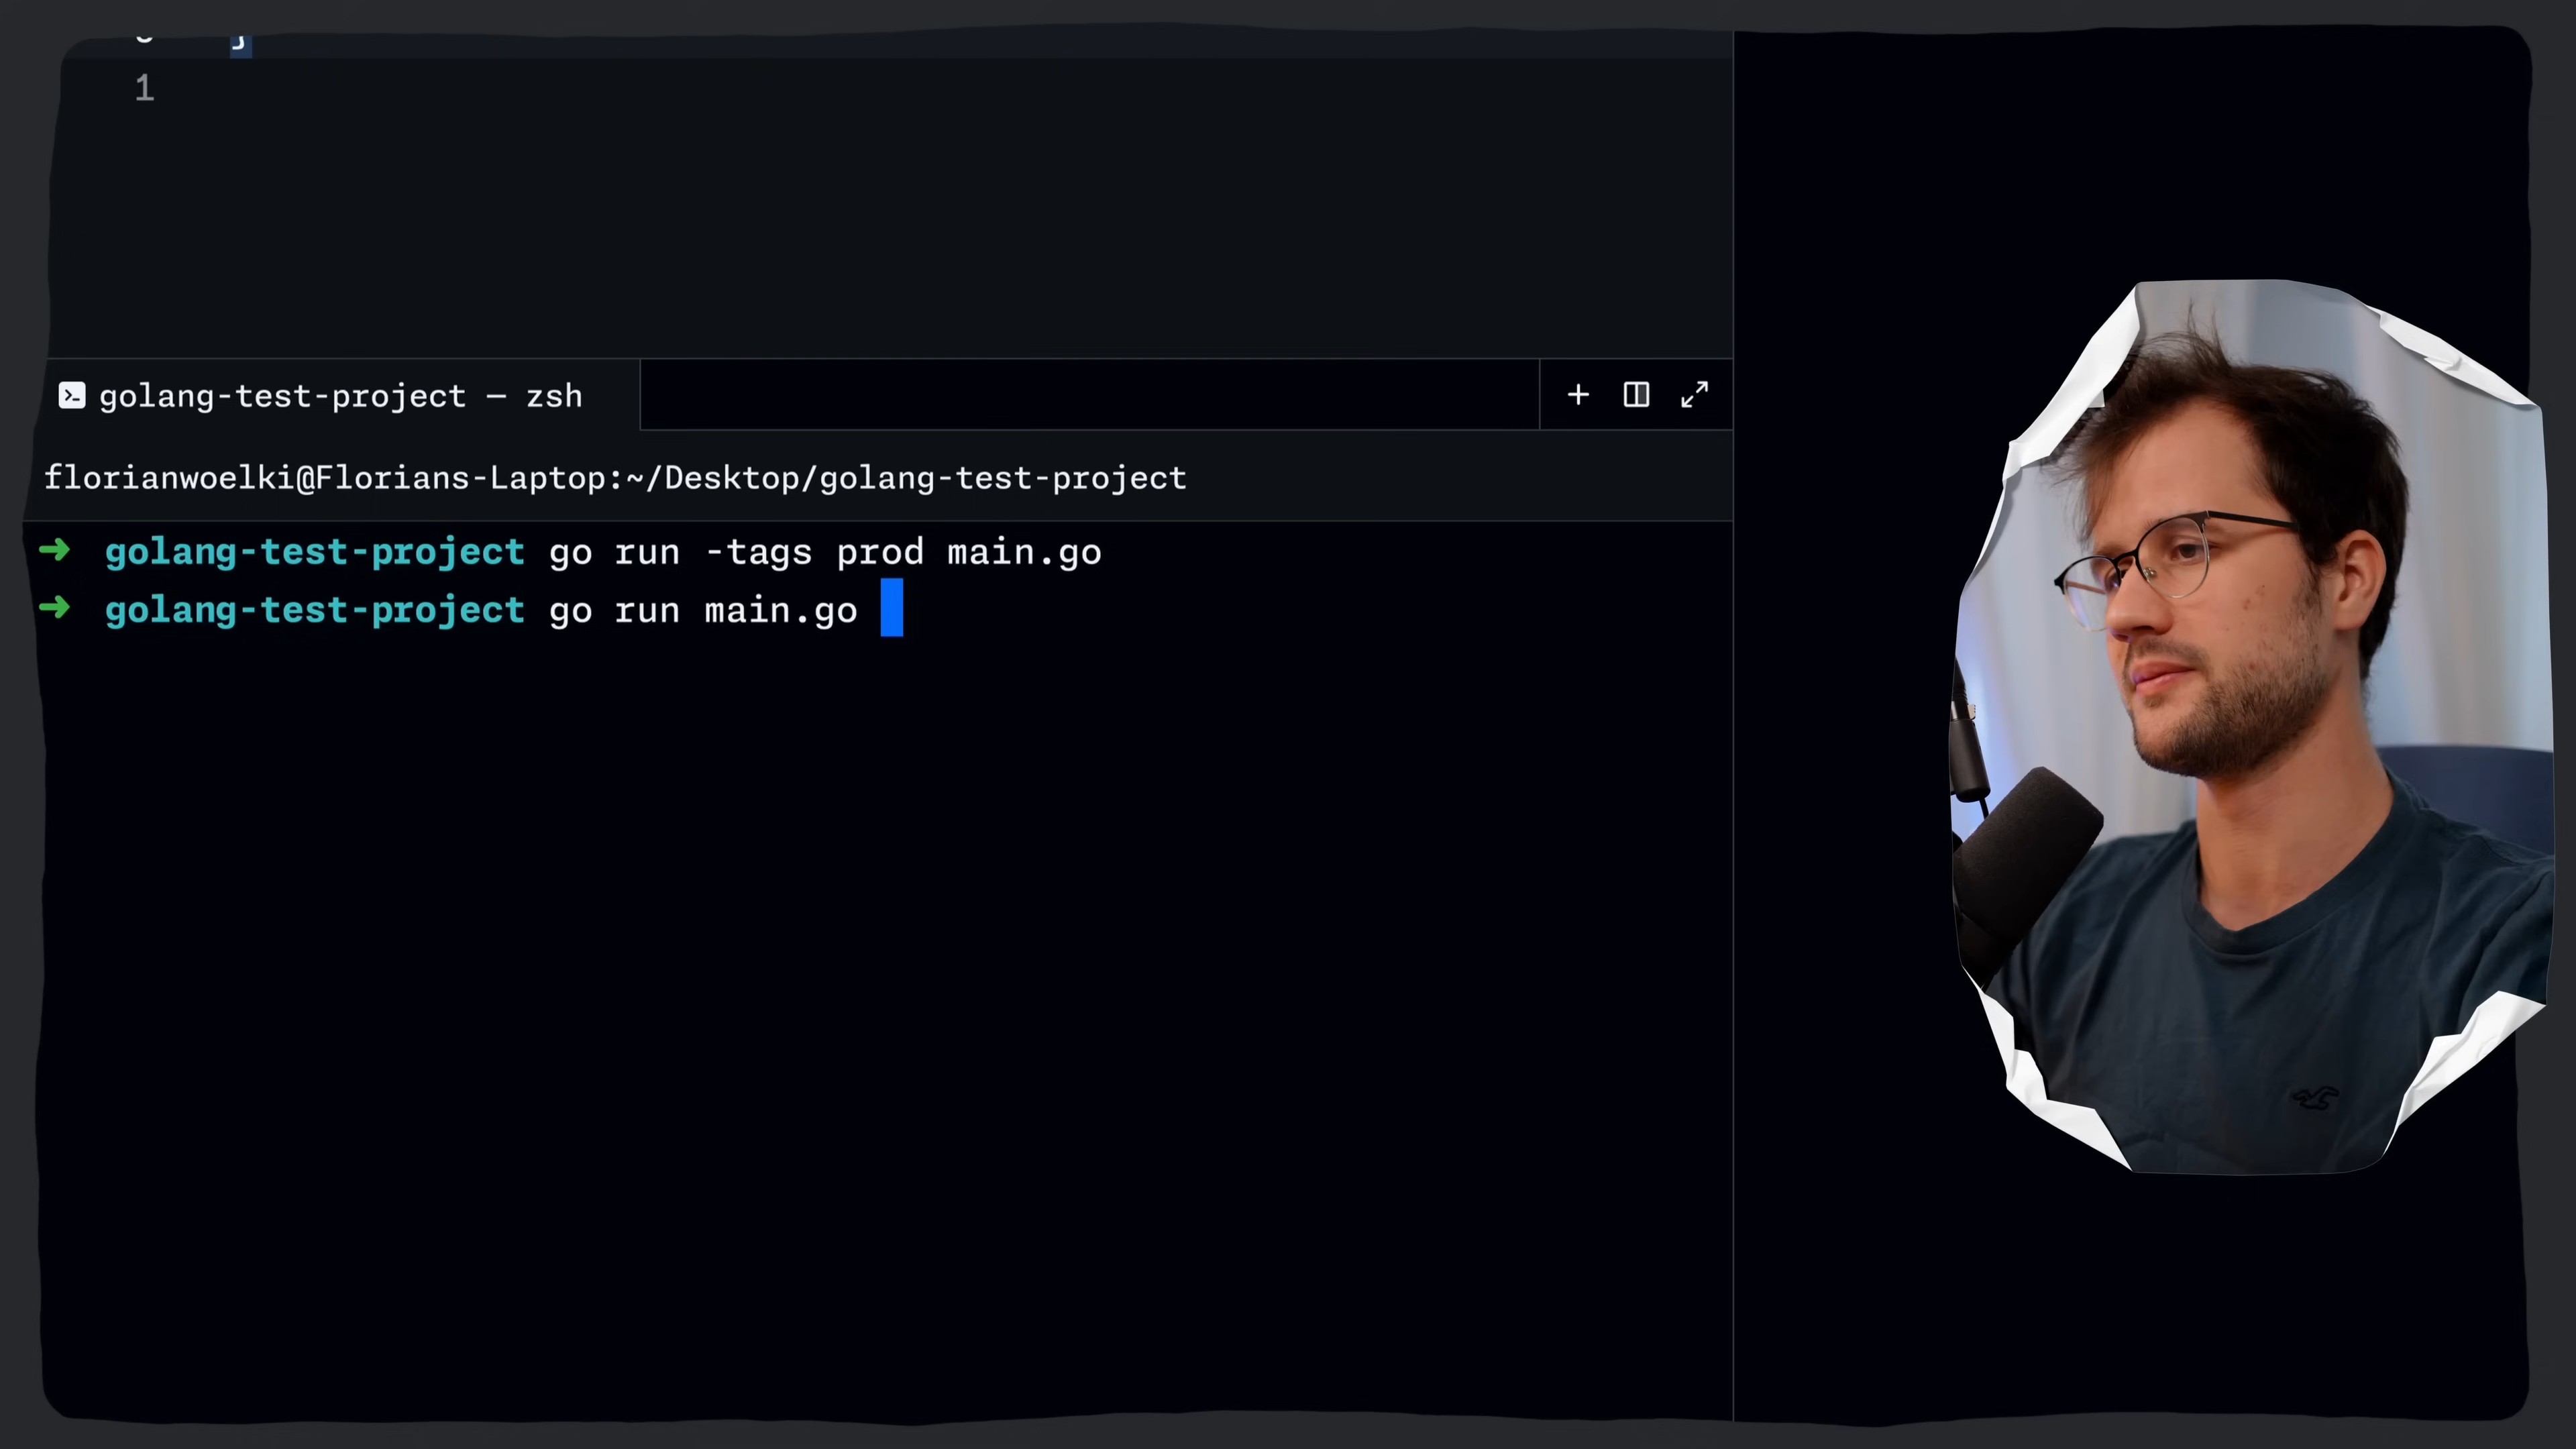 1
golang-test-project — zsh
florianwoelki@Florians-Laptop:~/Desktop/golang-test-project
➜ golang-test-project go run -tags prod main.go
➜ golang-test-project go run main.go